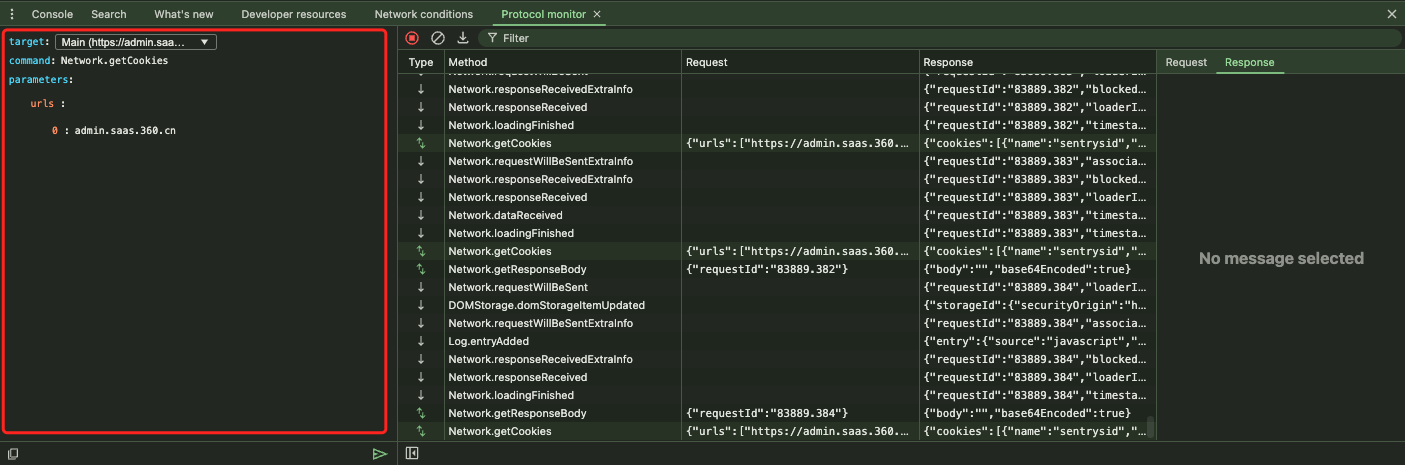 Console Search What's new Developer resources Network conditions Protocol monitor
target: Main (https://admin.saa...
command: Network.getCookies
parameters:
urls :
0 : admin.saas.360.cn
Filter
Type Method Request Response
Network.requestWillBeSent {"requestId":"83889.383","loaderI...
Network.responseReceivedExtraInfo {"requestId":"83889.382","blocked...
Network.responseReceived {"requestId":"83889.382","loaderI...
Network.loadingFinished {"requestId":"83889.382","timesta...
Network.getCookies {"urls":["https://admin.saas.360.... {"cookies":[{"name":"sentrysid","...
Network.requestWillBeSentExtraInfo {"requestId":"83889.383","associa...
Network.responseReceivedExtraInfo {"requestId":"83889.383","blocked...
Network.responseReceived {"requestId":"83889.383","loaderI...
Network.dataReceived {"requestId":"83889.383","timesta...
Network.loadingFinished {"requestId":"83889.383","timesta...
Network.getCookies {"urls":["https://admin.saas.360.... {"cookies":[{"name":"sentrysid","...
Network.getResponseBody {"requestId":"83889.382"} {"body":"","base64Encoded":true}
Network.requestWillBeSent {"requestId":"83889.384","loaderI...
DOMStorage.domStorageItemUpdated {"storageId":{"securityOrigin":"h...
Network.requestWillBeSentExtraInfo {"requestId":"83889.384","associa...
Log.entryAdded {"entry":{"source":"javascript","...
Network.responseReceivedExtraInfo {"requestId":"83889.384","blocked...
Network.responseReceived {"requestId":"83889.384","loaderI...
Network.loadingFinished {"requestId":"83889.384","timesta...
Network.getResponseBody {"requestId":"83889.384"} {"body":"","base64Encoded":true}
Network.getCookies {"urls":["https://admin.saas.360.... {"cookies":[{"name":"sentrysid","...
Request Response
No message selected